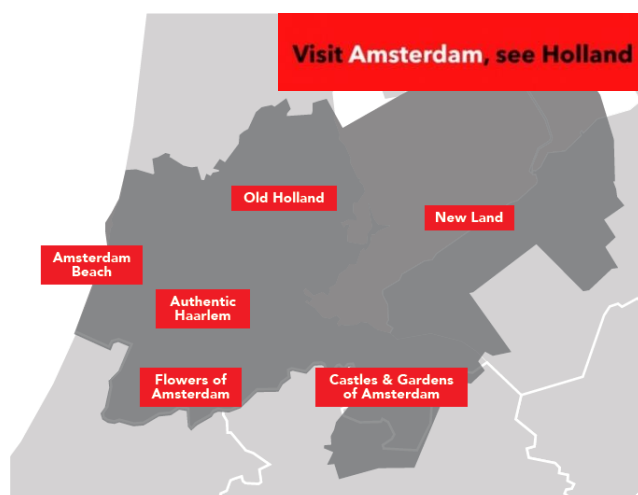 Visit Amsterdam, see Holland
Old Holland
New Land
Amsterdam
Beach
Authentic
Haarlem
Flowers of
Amsterdam
Castles & Gardens
of Amsterdam